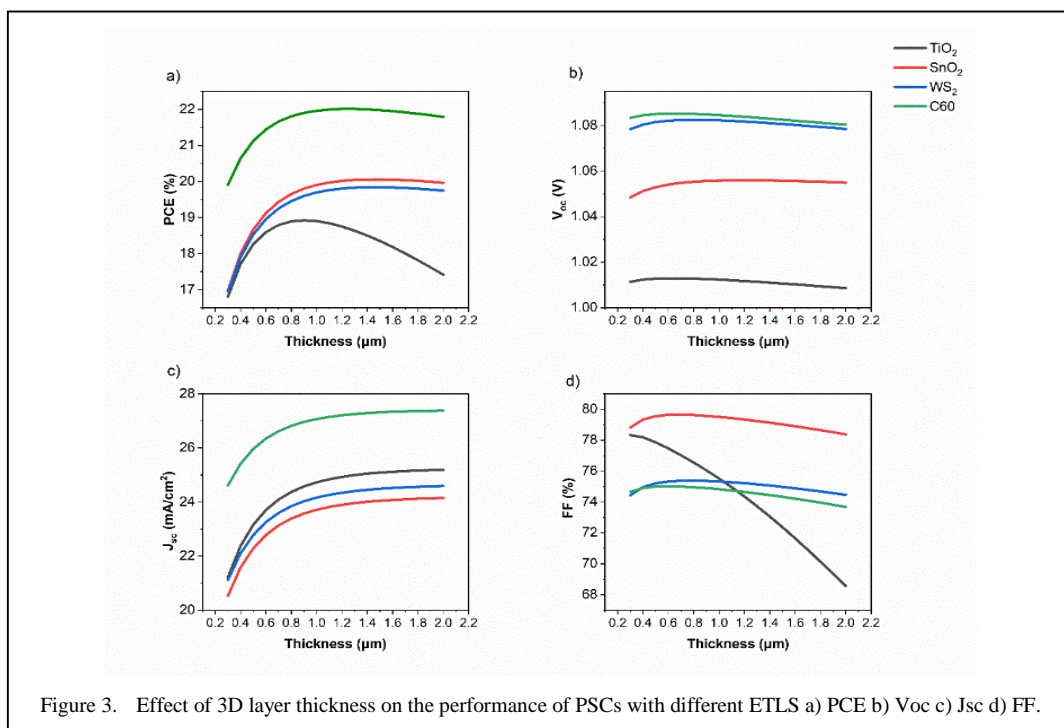 TiO2
SnO2
WS2
C60
a)
22
21
20
19
18
17
PCE (%)
0.2 0.4 0.6 0.8 1.0 1.2 1.4 1.6 1.8 2.0 2.2
Thickness (µm)
b)
1.08
1.06
1.04
1.02
1.00
Voc (V)
0.2 0.4 0.6 0.8 1.0 1.2 1.4 1.6 1.8 2.0 2.2
Thickness (µm)
c)
28
26
24
22
20
Jsc (mA/cm2)
0.2 0.4 0.6 0.8 1.0 1.2 1.4 1.6 1.8 2.0 2.2
Thickness (µm)
d)
80
78
76
74
72
70
68
FF (%)
0.2 0.4 0.6 0.8 1.0 1.2 1.4 1.6 1.8 2.0 2.2
Thickness (µm)
Figure 3. Effect of 3D layer thickness on the performance of PSCs with different ETLS a) PCE b) Voc c) Jsc d) FF.